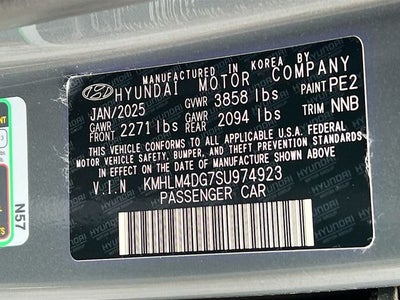 MANUFACTURED IN KOREA BY
HYUNDAI MOTOR COMPANY
JAN/2025 GVWR 3858 lbs PAINT PE2
GAWR FRONT 2271 lbs GAWR REAR 2094 lbs TRIM NNB
THIS VEHICLE CONFORMS TO ALL APPLICABLE U.S.A. FEDERAL
MOTOR VEHICLE SAFETY, BUMPER, AND THEFT PREVENTION STANDARDS
IN EFFECT ON THE DATE OF MANUFACTURE SHOWN ABOVE.
V.I.N KMHLM4DG7SU974923
PASSENGER CAR
N57